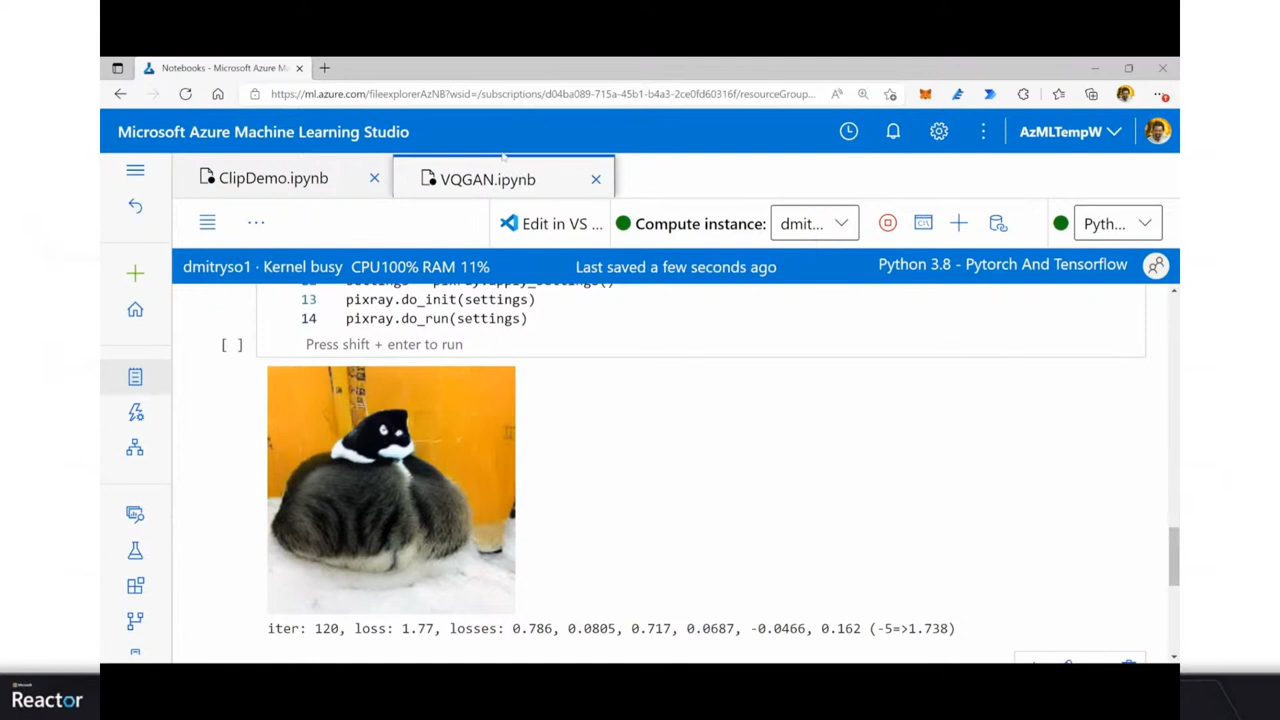 Notebooks - Microsoft Azure Ma
https://ml.azure.com/fileexplorerAzNB?wsid=/subscriptions/d04ba089-715a-45b1-b4a3-2ce0fd60316f/resourceGroup...
Microsoft Azure Machine Learning Studio
AzMLTempW
ClipDemo.ipynb
VQGAN.ipynb
... Edit in VS ... Compute instance: dmit... Pyth...
dmitryso1 · Kernel busy CPU100% RAM 11% Last saved a few seconds ago Python 3.8 - Pytorch And Tensorflow
13 pixray.do_init(settings)
14 pixray.do_run(settings)
[ ] Press shift + enter to run
iter: 120, loss: 1.77, losses: 0.786, 0.0805, 0.717, 0.0687, -0.0466, 0.162 (-5=>1.738)
Microsoft
Reactor